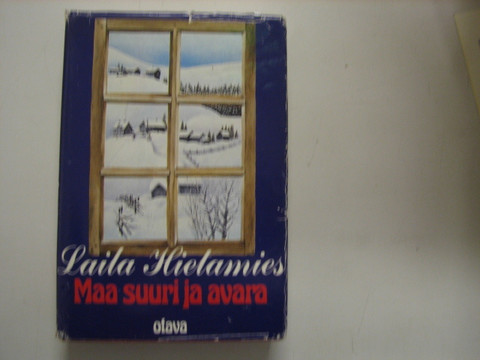 Laila Hietamies
Maa suuri ja avara
otava